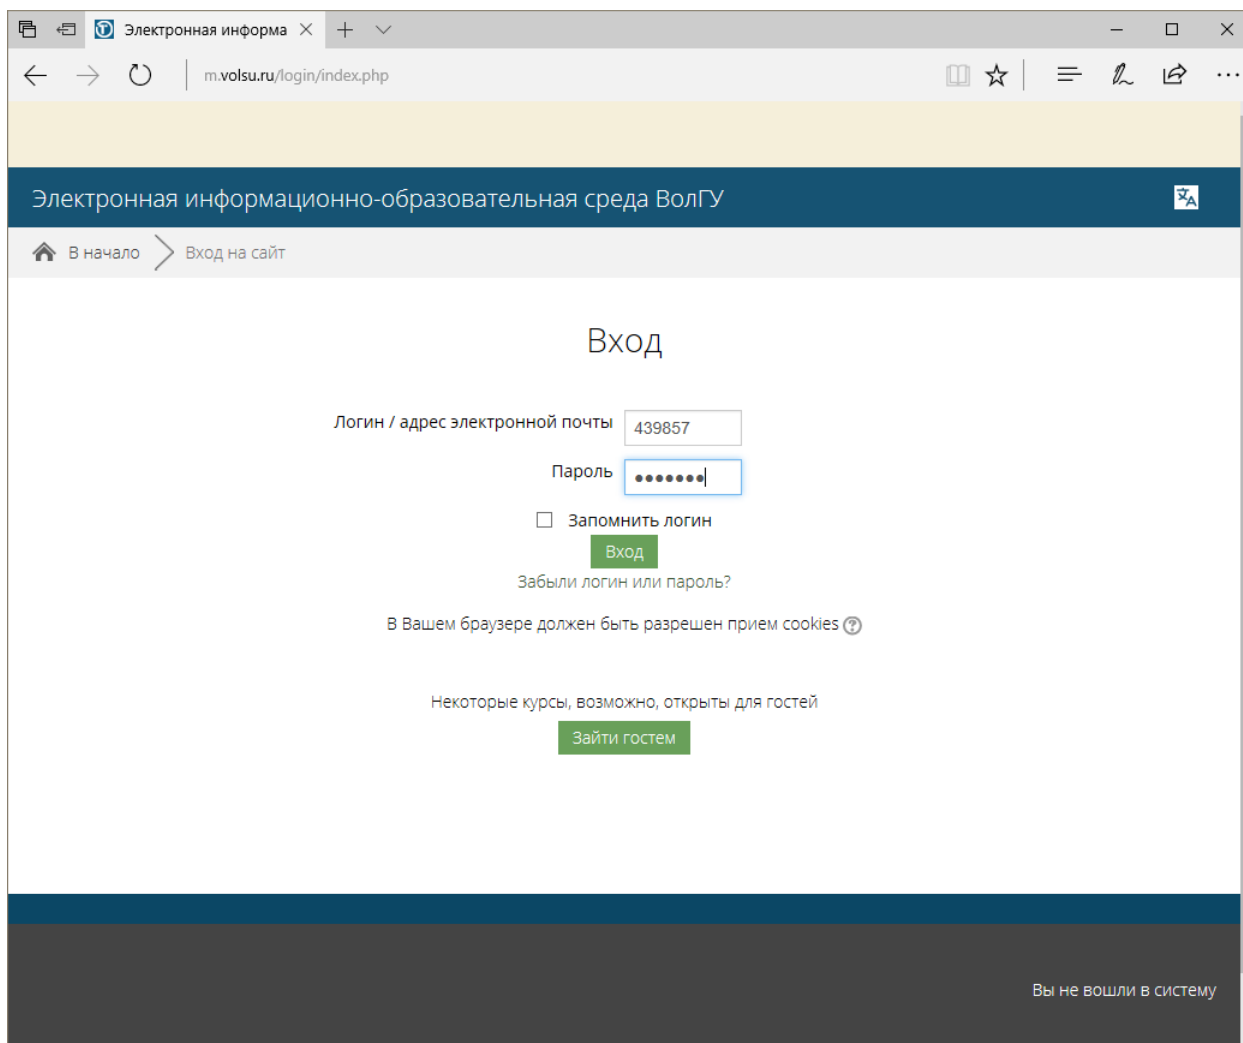 Электронная информа
m.volsu.ru/login/index.php
Электронная информационно-образовательная среда ВолГУ
В начало
Вход на сайт
Вход
Логин / адрес электронной почты
439857
Пароль
•••••••
Запомнить логин
Вход
Забыли логин или пароль?
В Вашем браузере должен быть разрешен прием cookies
Некоторые курсы, возможно, открыты для гостей
Зайти гостем
Вы не вошли в систему